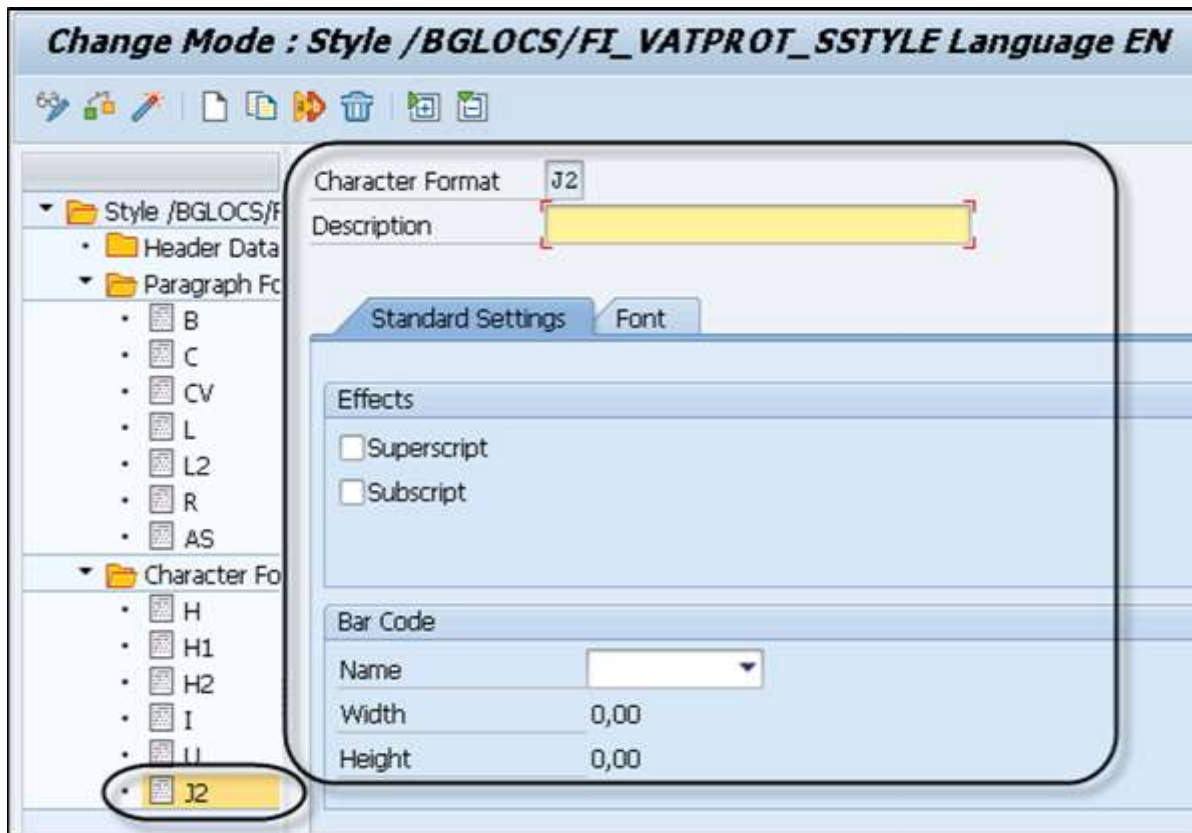 Change Mode : Style /BGLOCS/FI_VATPROT_SSTYLE Language EN
Character Format J2
Description
Style /BGLOCS/F
Header Data
Paragraph Fo
B
C
CV
L
L2
R
AS
Character Fo
H
H1
H2
I
U
J2
Standard Settings Font
Effects
Superscript
Subscript
Bar Code
Name
Width 0,00
Height 0,00